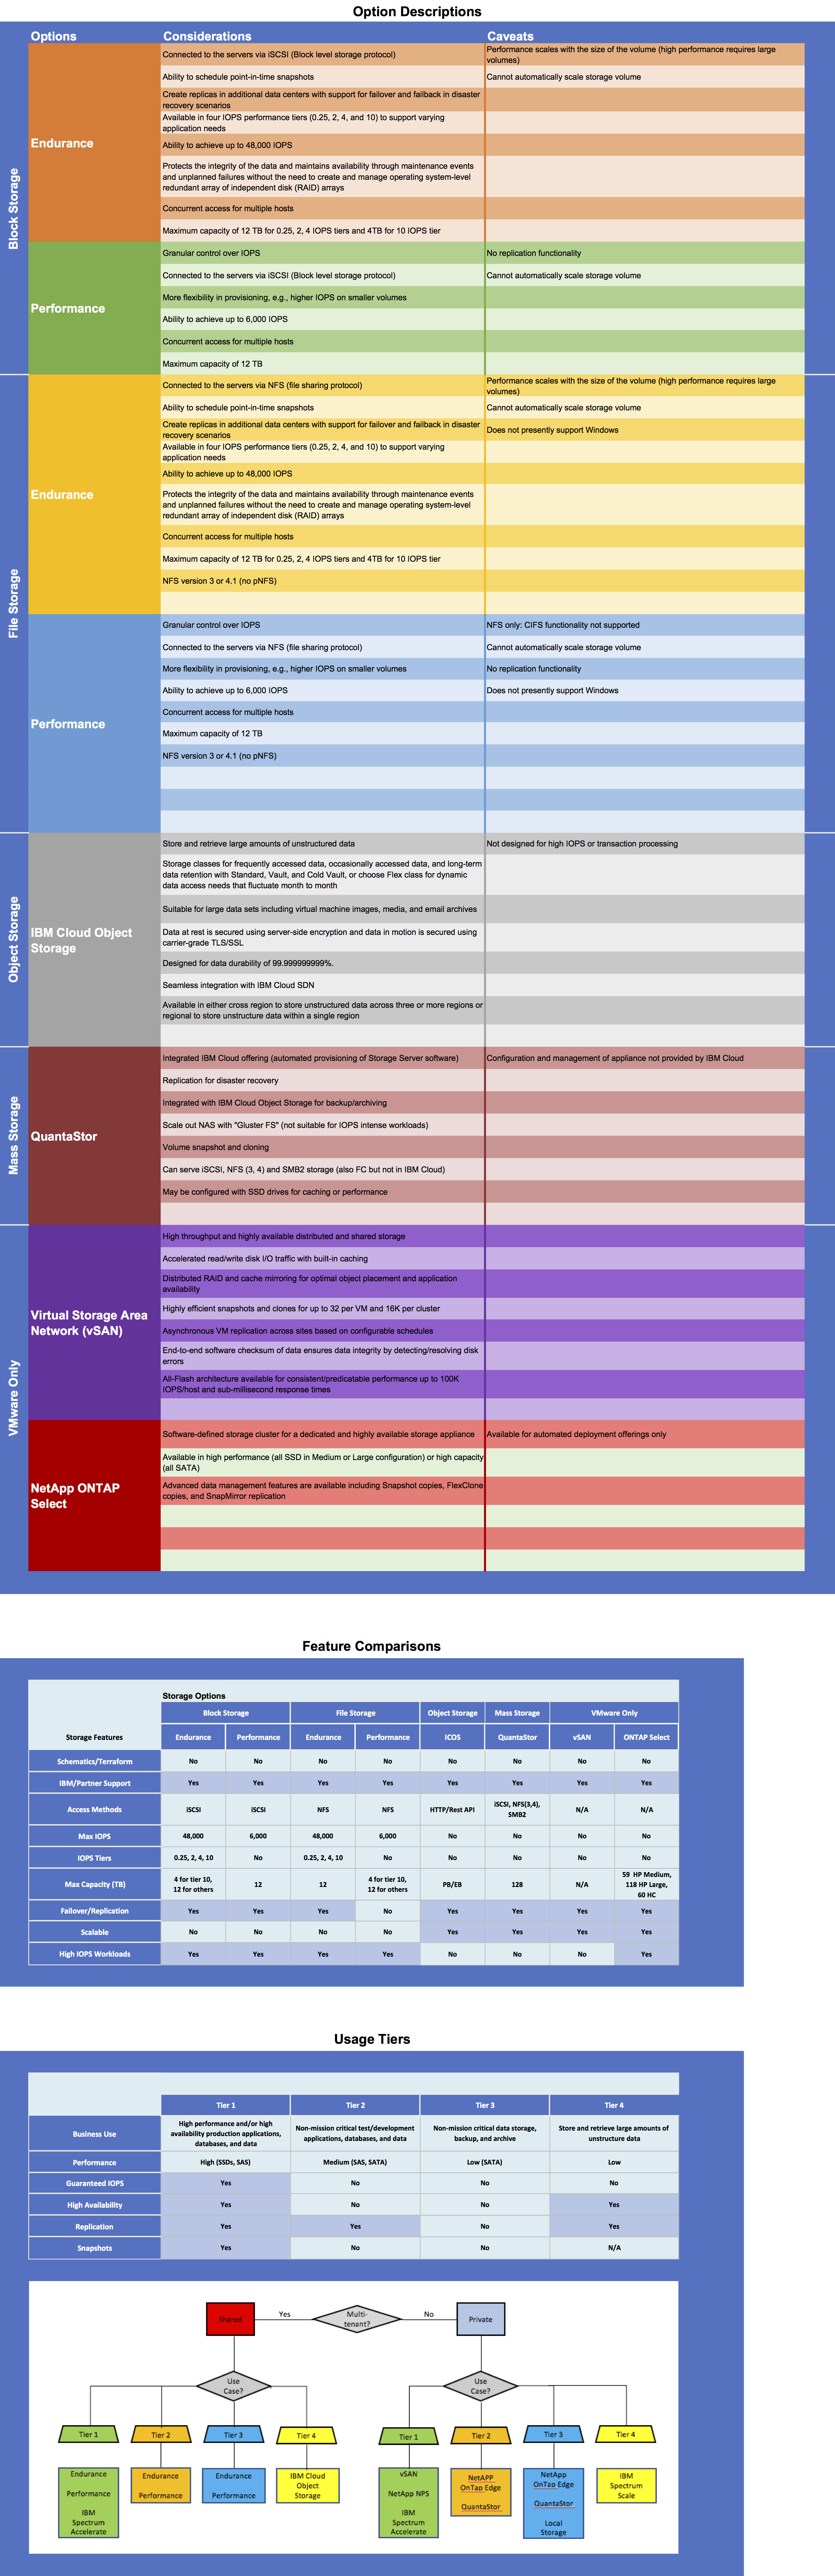 Option Descriptions
Options Considerations Caveats
Block Storage
Endurance
Connected to the servers via iSCSI (Block level storage protocol)
Performance scales with the size of the volume (high performance requires large
volumes)
Ability to schedule point-in-time snapshots
Cannot automatically scale storage volume
Create replicas in additional data centers with support for failover and failback in disaster
recovery scenarios
Available in four IOPS performance tiers (0.25, 2, 4, and 10) to support varying
application needs
Ability to achieve up to 48,000 IOPS
Protects the integrity of the data and maintains availability through maintenance events
and unplanned failures without the need to create and manage operating system-level
redundant array of independent disk (RAID) arrays
Concurrent access for multiple hosts
Maximum capacity of 12 TB for 0.25, 2, 4 IOPS tiers and 4TB for 10 IOPS tier
Performance
Granular control over IOPS
No replication functionality
Connected to the servers via iSCSI (Block level storage protocol)
Cannot automatically scale storage volume
More flexibility in provisioning, e.g., higher IOPS on smaller volumes
Ability to achieve up to 6,000 IOPS
Concurrent access for multiple hosts
Maximum capacity of 12 TB
File Storage
Endurance
Connected to the servers via NFS (file sharing protocol)
Performance scales with the size of the volume (high performance requires large
volumes)
Ability to schedule point-in-time snapshots
Cannot automatically scale storage volume
Create replicas in additional data centers with support for failover and failback in disaster
recovery scenarios
Does not presently support Windows
Available in four IOPS performance tiers (0.25, 2, 4, and 10) to support varying
application needs
Ability to achieve up to 48,000 IOPS
Protects the integrity of the data and maintains availability through maintenance events
and unplanned failures without the need to create and manage operating system-level
redundant array of independent disk (RAID) arrays
Concurrent access for multiple hosts
Maximum capacity of 12 TB for 0.25, 2, 4 IOPS tiers and 4TB for 10 IOPS tier
NFS version 3 or 4.1 (no pNFS)
Performance
Granular control over IOPS
NFS only: CIFS functionality not supported
Connected to the servers via NFS (file sharing protocol)
Cannot automatically scale storage volume
More flexibility in provisioning, e.g., higher IOPS on smaller volumes
No replication functionality
Ability to achieve up to 6,000 IOPS
Does not presently support Windows
Concurrent access for multiple hosts
Maximum capacity of 12 TB
NFS version 3 or 4.1 (no pNFS)
Object Storage
IBM Cloud Object
Storage
Store and retrieve large amounts of unstructured data
Not designed for high IOPS or transaction processing
Storage classes for frequently accessed data, occasionally accessed data, and long-term
data retention with Standard, Vault, and Cold Vault, or choose Flex class for dynamic
data access needs that fluctuate month to month
Suitable for large data sets including virtual machine images, media, and email archives
Data at rest is secured using server-side encryption and data in motion is secured using
carrier-grade TLS/SSL
Designed for data durability of 99.999999999%.
Seamless integration with IBM Cloud SDN
Available in either cross region to store unstructured data across three or more regions or
regional to store unstructure data within a single region
Mass Storage
QuantaStor
Integrated IBM Cloud offering (automated provisioning of Storage Server software)
Configuration and management of appliance not provided by IBM Cloud
Replication for disaster recovery
Integrated with IBM Cloud Object Storage for backup/archiving
Scale out NAS with "Gluster FS" (not suitable for IOPS intense workloads)
Volume snapshot and cloning
Can serve iSCSI, NFS (3, 4) and SMB2 storage (also FC but not in IBM Cloud)
May be configured with SSD drives for caching or performance
VMware Only
Virtual Storage Area
Network (vSAN)
High throughput and highly available distributed and shared storage
Accelerated read/write disk I/O traffic with built-in caching
Distributed RAID and cache mirroring for optimal object placement and application
availability
Highly efficient snapshots and clones for up to 32 per VM and 16K per cluster
Asynchronous VM replication across sites based on configurable schedules
End-to-end software checksum of data ensures data integrity by detecting/resolving disk
errors
All-Flash architecture available for consistent/predicatable performance up to 100K
IOPS/host and sub-millisecond response times
NetApp ONTAP
Select
Software-defined storage cluster for a dedicated and highly available storage appliance
Available for automated deployment offerings only
Available in high performance (all SSD in Medium or Large configuration) or high capacity
(all SATA)
Advanced data management features are available including Snapshot copies, FlexClone
copies, and SnapMirror replication
Feature Comparisons
Storage Options
Block Storage File Storage Object Storage Mass Storage VMware Only
Storage Features Endurance Performance Endurance Performance ICOS QuantaStor vSAN ONTAP Select
Schematics/Terraform No No No No No No No No
IBM/Partner Support Yes Yes Yes Yes Yes Yes Yes Yes
Access Methods iSCSI iSCSI NFS NFS HTTP/Rest API iSCSI, NFS(3,4),
SMB2 N/A N/A
Max IOPS 48,000 6,000 48,000 6,000 No No No No
IOPS Tiers 0.25, 2, 4, 10 No 0.25, 2, 4, 10 No No No No No
Max Capacity (TB) 4 for tier 10,
12 for others 12 12 4 for tier 10,
12 for others PB/EB 128 N/A 59 HP Medium,
118 HP Large,
60 HC
Failover/Replication Yes Yes Yes No Yes Yes Yes Yes
Scalable No No No No Yes Yes Yes Yes
High IOPS Workloads Yes Yes Yes Yes No No No Yes
Usage Tiers
Tier 1 Tier 2 Tier 3 Tier 4
Business Use
High performance and/or high
availability production applications,
databases, and data
Non-mission critical test/development
applications, databases, and data
Non-mission critical data storage,
backup, and archive
Store and retrieve large amounts of
unstructure data
Performance High (SSDs, SAS) Medium (SAS, SATA) Low (SATA) Low
Guaranteed IOPS Yes No No No
High Availability Yes No No Yes
Replication Yes Yes No Yes
Snapshots Yes No No N/A
Shared Yes Multi-
tenant? No Private
Use
Case?
Use
Case?
Tier 1 Tier 2 Tier 3 Tier 4 Tier 1 Tier 2 Tier 3 Tier 4
Endurance
Performance
IBM
Spectrum
Accelerate
Endurance
Performance
Endurance
Performance
IBM Cloud
Object
Storage
vSAN
NetApp NPS
IBM
Spectrum
Accelerate
NetAPP
OnTap Edge
QuantaStor
NetApp
OnTap Edge
QuantaStor
Local
Storage
IBM
Spectrum
Scale